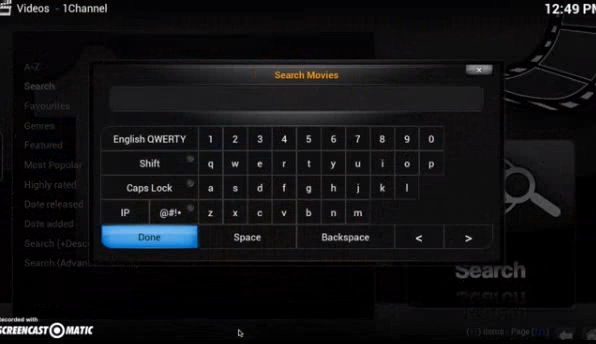 Videos - 1Channel
12:49 PM
Search Movies
A-Z
Search
Favourites
Genres
Featured
Most Popular
Highly rated
Date released
Date added
Search (+Desc
Search (Advan
English QWERTY 1 2 3 4 5 6 7 8 9 0
Shift q w e r t y u i o p
Caps Lock a s d f g h j k l
IP @#!* z x c v b n m
Done Space Backspace < >
Search
Recorded with
SCREENCAST MATIC
items - Page